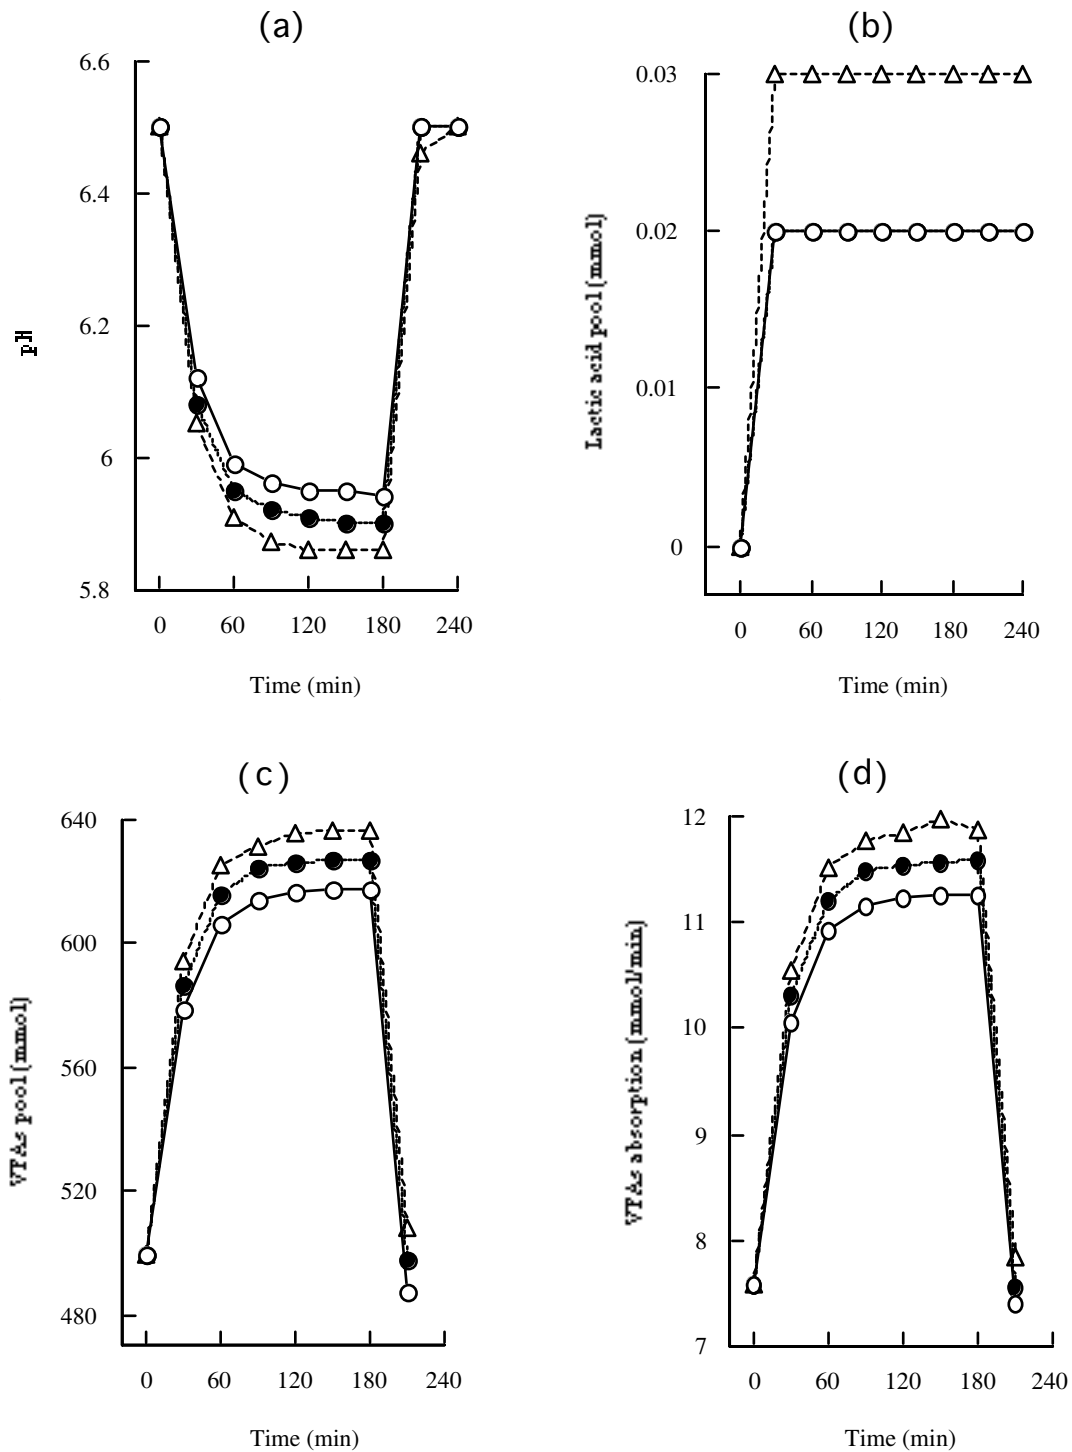 (a)
6.6
6.4
6.2
6
5.8
pH
0 60 120 180 240
Time (min)
(b)
0.03
0.02
0.01
0
Lactic acid pool (mmol)
0 60 120 180 240
Time (min)
(c)
640
600
560
520
480
VFAs pool (mmol)
0 60 120 180 240
Time (min)
(d)
12
11
10
9
8
7
VFAs absorption (mmol/min)
0 60 120 180 240
Time (min)